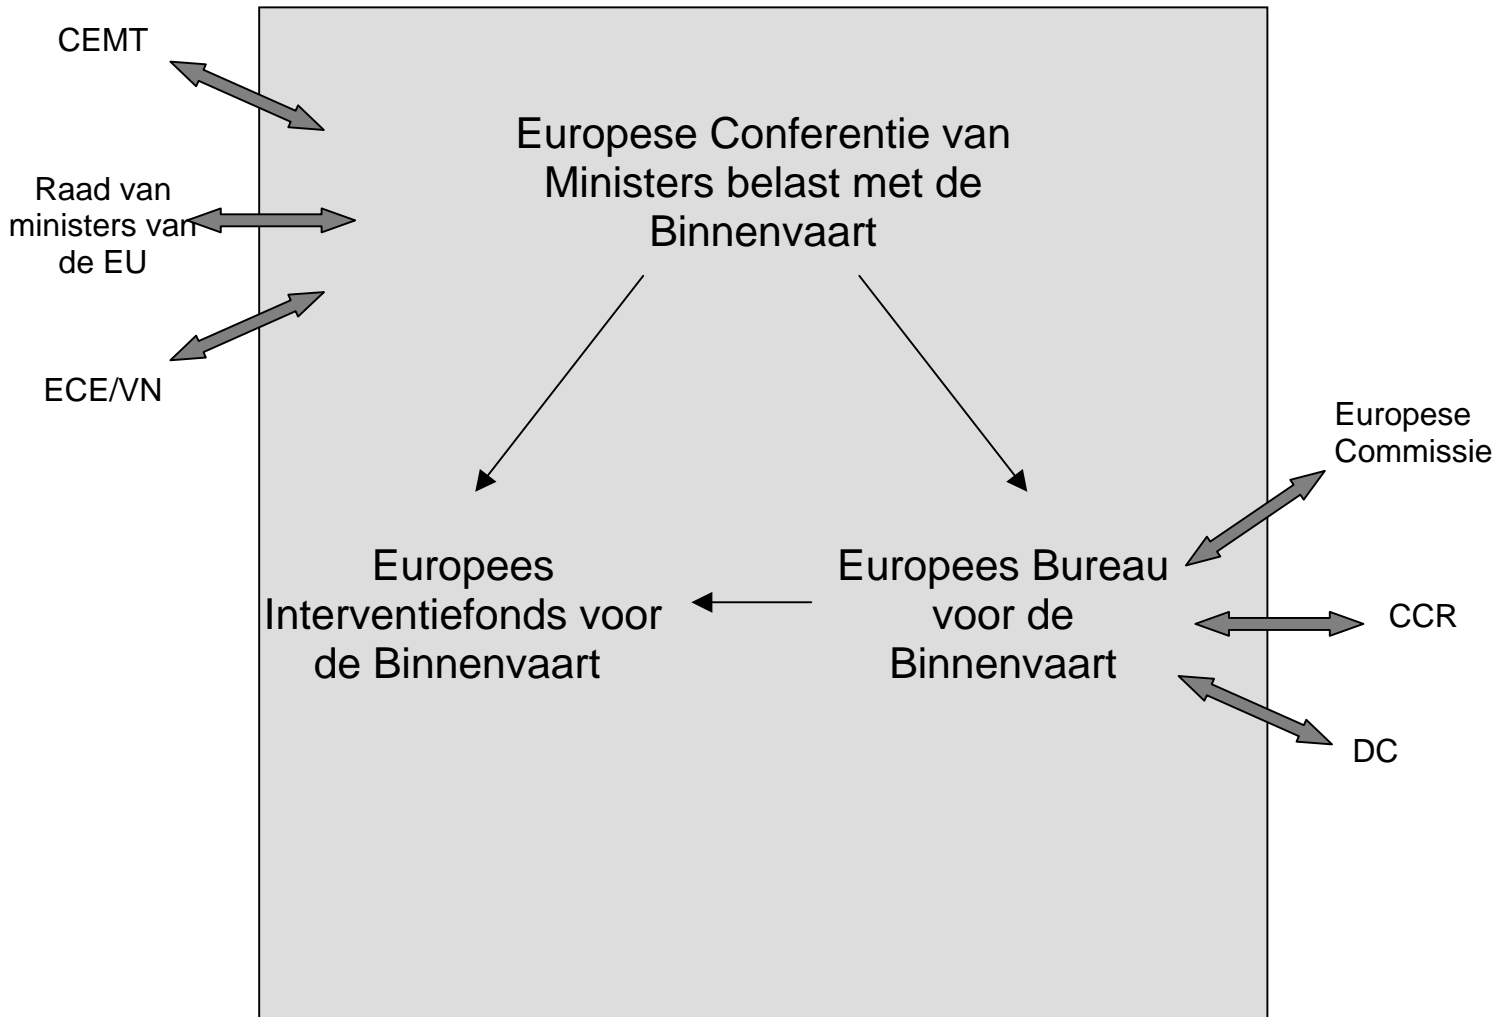 CEMT
Raad van
ministers van
de EU
ECE/VN
Europese Conferentie van
Ministers belast met de
Binnenvaart
Europees
Interventiefonds voor
de Binnenvaart
Europees Bureau
voor de
Binnenvaart
Europese
Commissie
CCR
DC